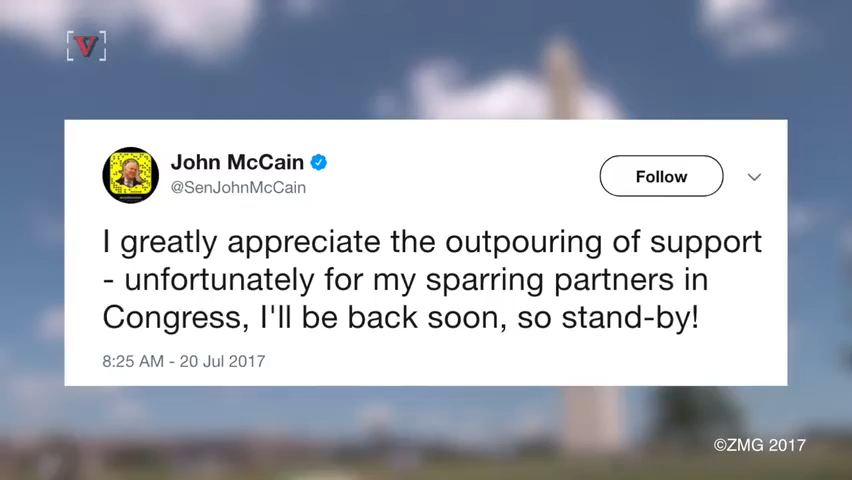 V
John McCain
@SenJohnMcCain
Follow
I greatly appreciate the outpouring of support
- unfortunately for my sparring partners in
Congress, I'll be back soon, so stand-by!
8:25 AM - 20 Jul 2017
©ZMG 2017